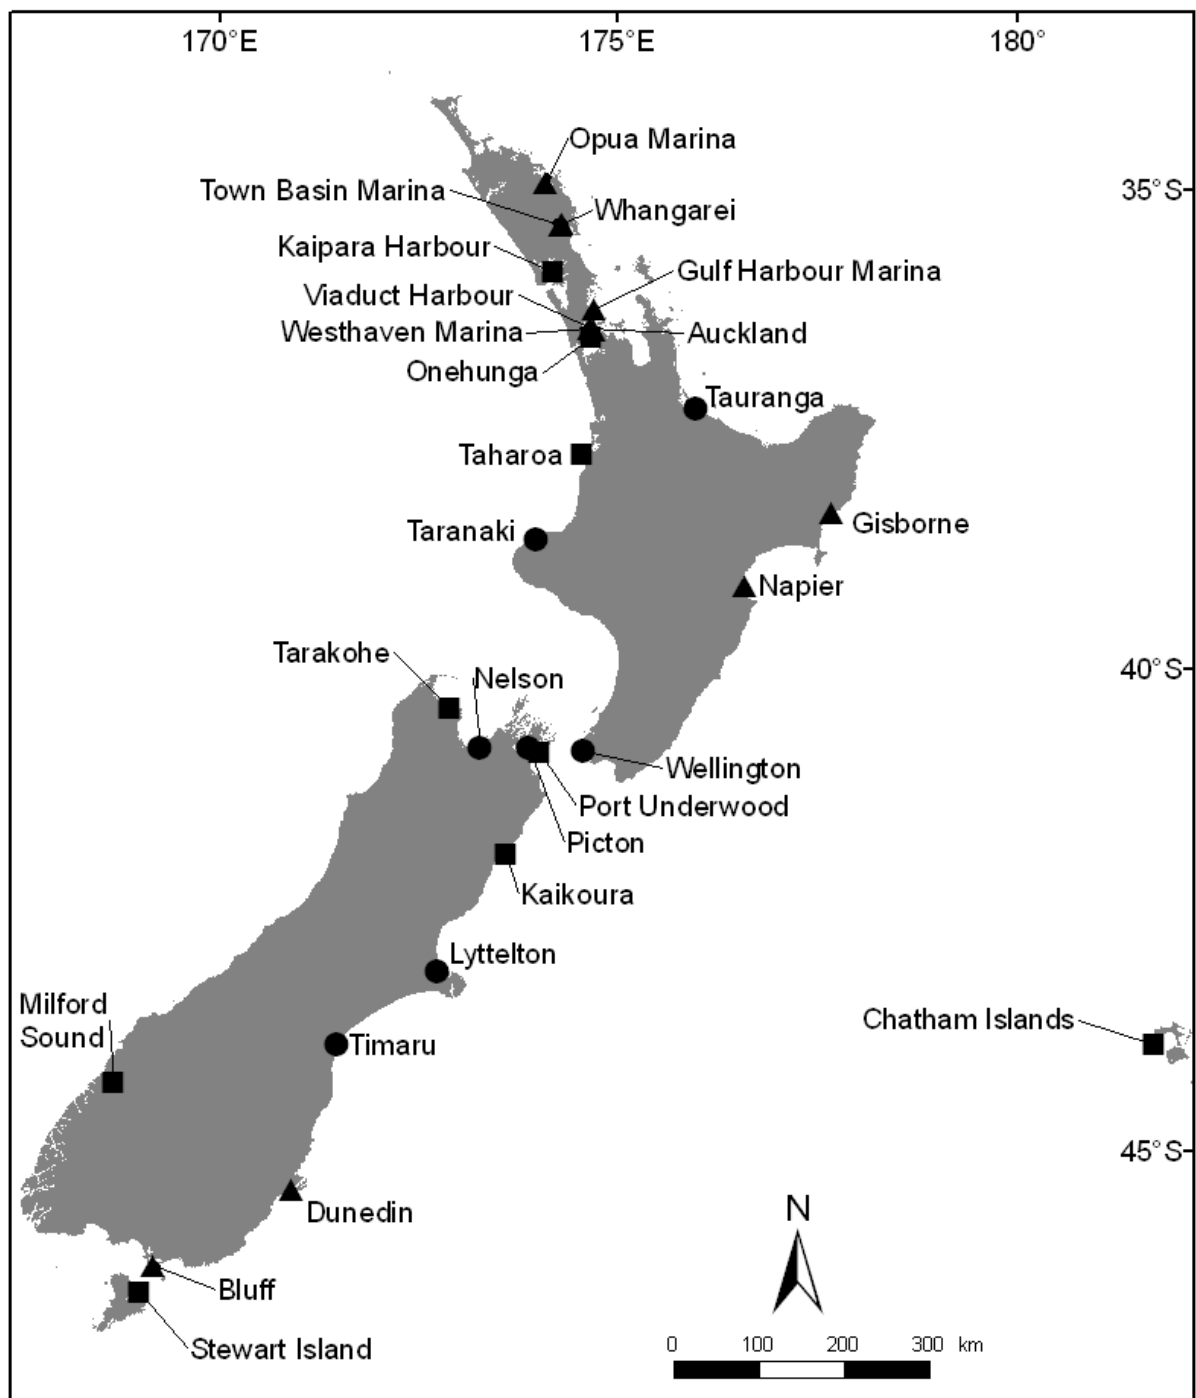 170°E 175°E 180°
Opua Marina
35°S
Town Basin Marina
Whangarei
Kaipara Harbour
Gulf Harbour Marina
Viaduct Harbour
Westhaven Marina
Auckland
Onehunga
Tauranga
Taharoa
Gisborne
Taranaki
Napier
Tarakohe
40°S
Nelson
Wellington
Port Underwood
Picton
Kaikoura
Lyttelton
Milford
Sound
Chatham Islands
Timaru
45°S
Dunedin
N
Bluff
Stewart Island
0 100 200 300 km